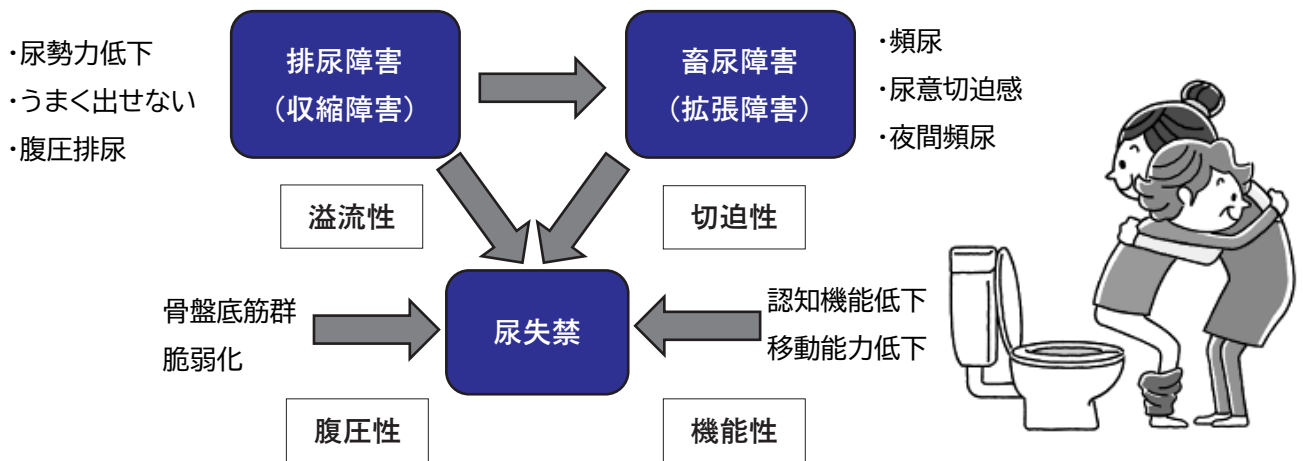 ・尿勢力低下
・うまく出せない
・腹圧排尿
排尿障害
（収縮障害）
畜尿障害
（拡張障害）
・頻尿
・尿意切迫感
・夜間頻尿
溢流性
切迫性
骨盤底筋群
脆弱化
尿失禁
認知機能低下
移動能力低下
腹圧性
機能性